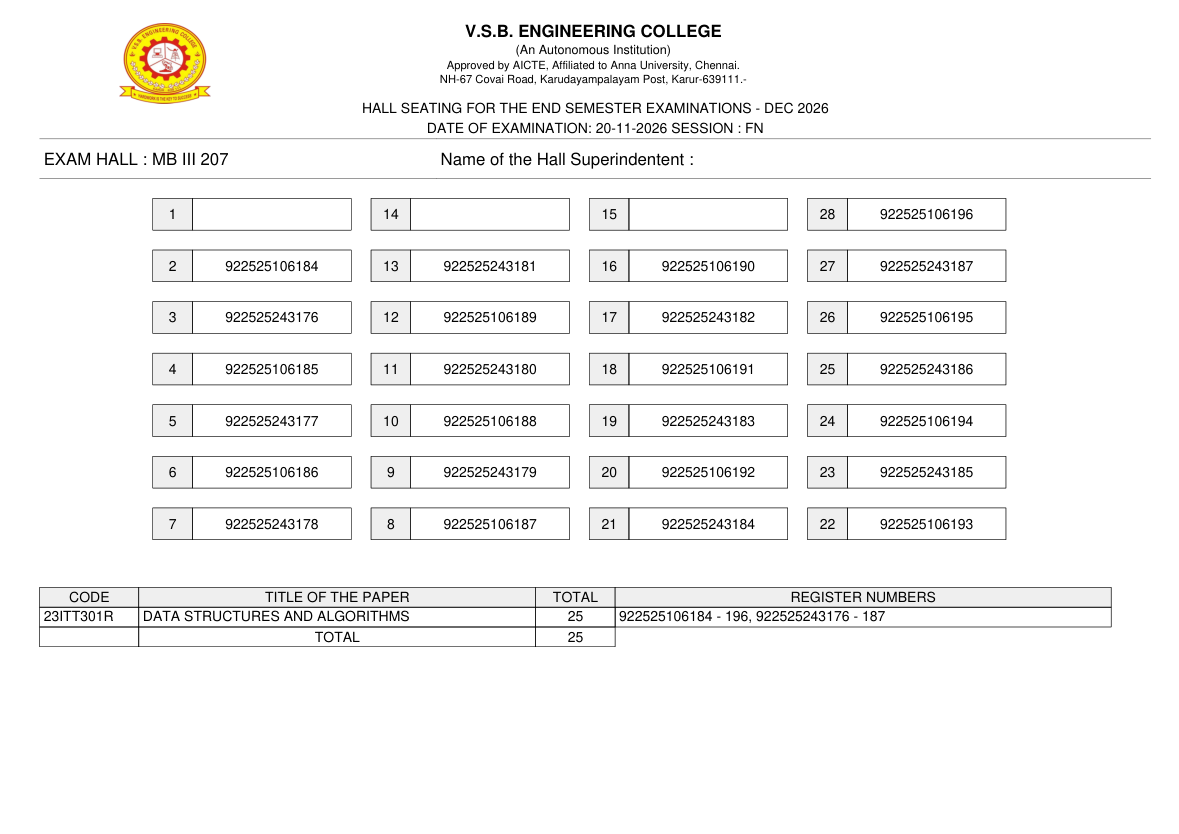 V.S.B. ENGINEERING COLLEGE
(An Autonomous Institution)
Approved by AICTE, Affiliated to Anna University, Chennai.
NH-67 Covai Road, Karudayampalayam Post, Karur-639111.-
HALL SEATING FOR THE END SEMESTER EXAMINATIONS - DEC 2026
DATE OF EXAMINATION: 20-11-2026 SESSION : FN
EXAM HALL : MB III 207 Name of the Hall Superintendent :
1 14 15 28 922525106196
2 922525106184 13 922525243181 16 922525106190 27 922525243187
3 922525243176 12 922525106189 17 922525243182 26 922525106195
4 922525106185 11 922525243180 18 922525106191 25 922525243186
5 922525243177 10 922525106188 19 922525243183 24 922525106194
6 922525106186 9 922525243179 20 922525106192 23 922525243185
7 922525243178 8 922525106187 21 922525243184 22 922525106193
CODE TITLE OF THE PAPER TOTAL REGISTER NUMBERS
23ITT301R DATA STRUCTURES AND ALGORITHMS 25 922525106184 - 196, 922525243176 - 187
TOTAL 25